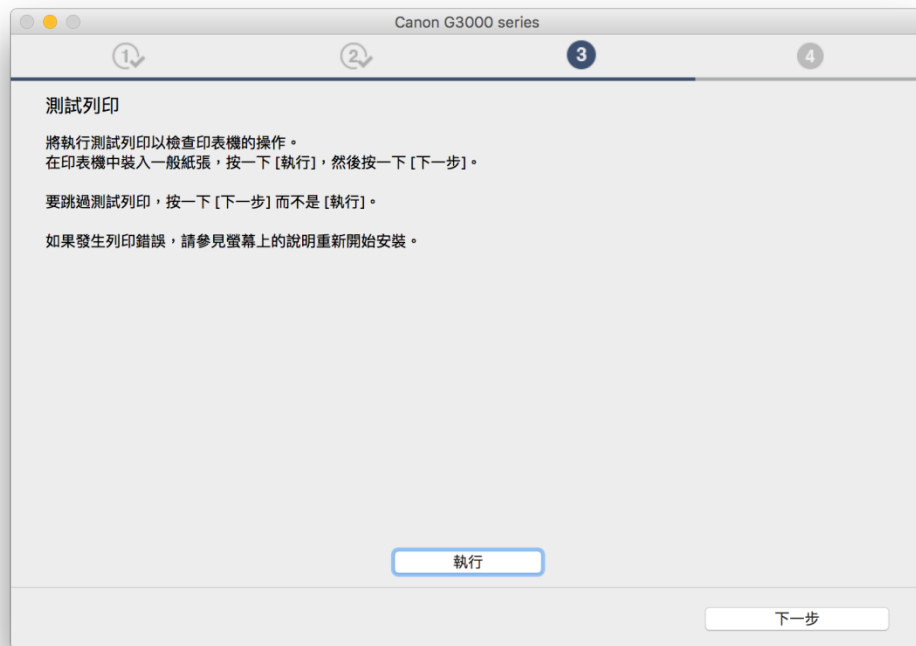 Canon G3000 series
1 2 3 4
測試列印
將執行測試列印以檢查印表機的操作。
在印表機中裝入一般紙張，按一下 [執行]，然後按一下 [下一步]。
要跳過測試列印，按一下 [下一步] 而不是 [執行]。
如果發生列印錯誤，請參見螢幕上的說明重新開始安裝。
執行
下一步